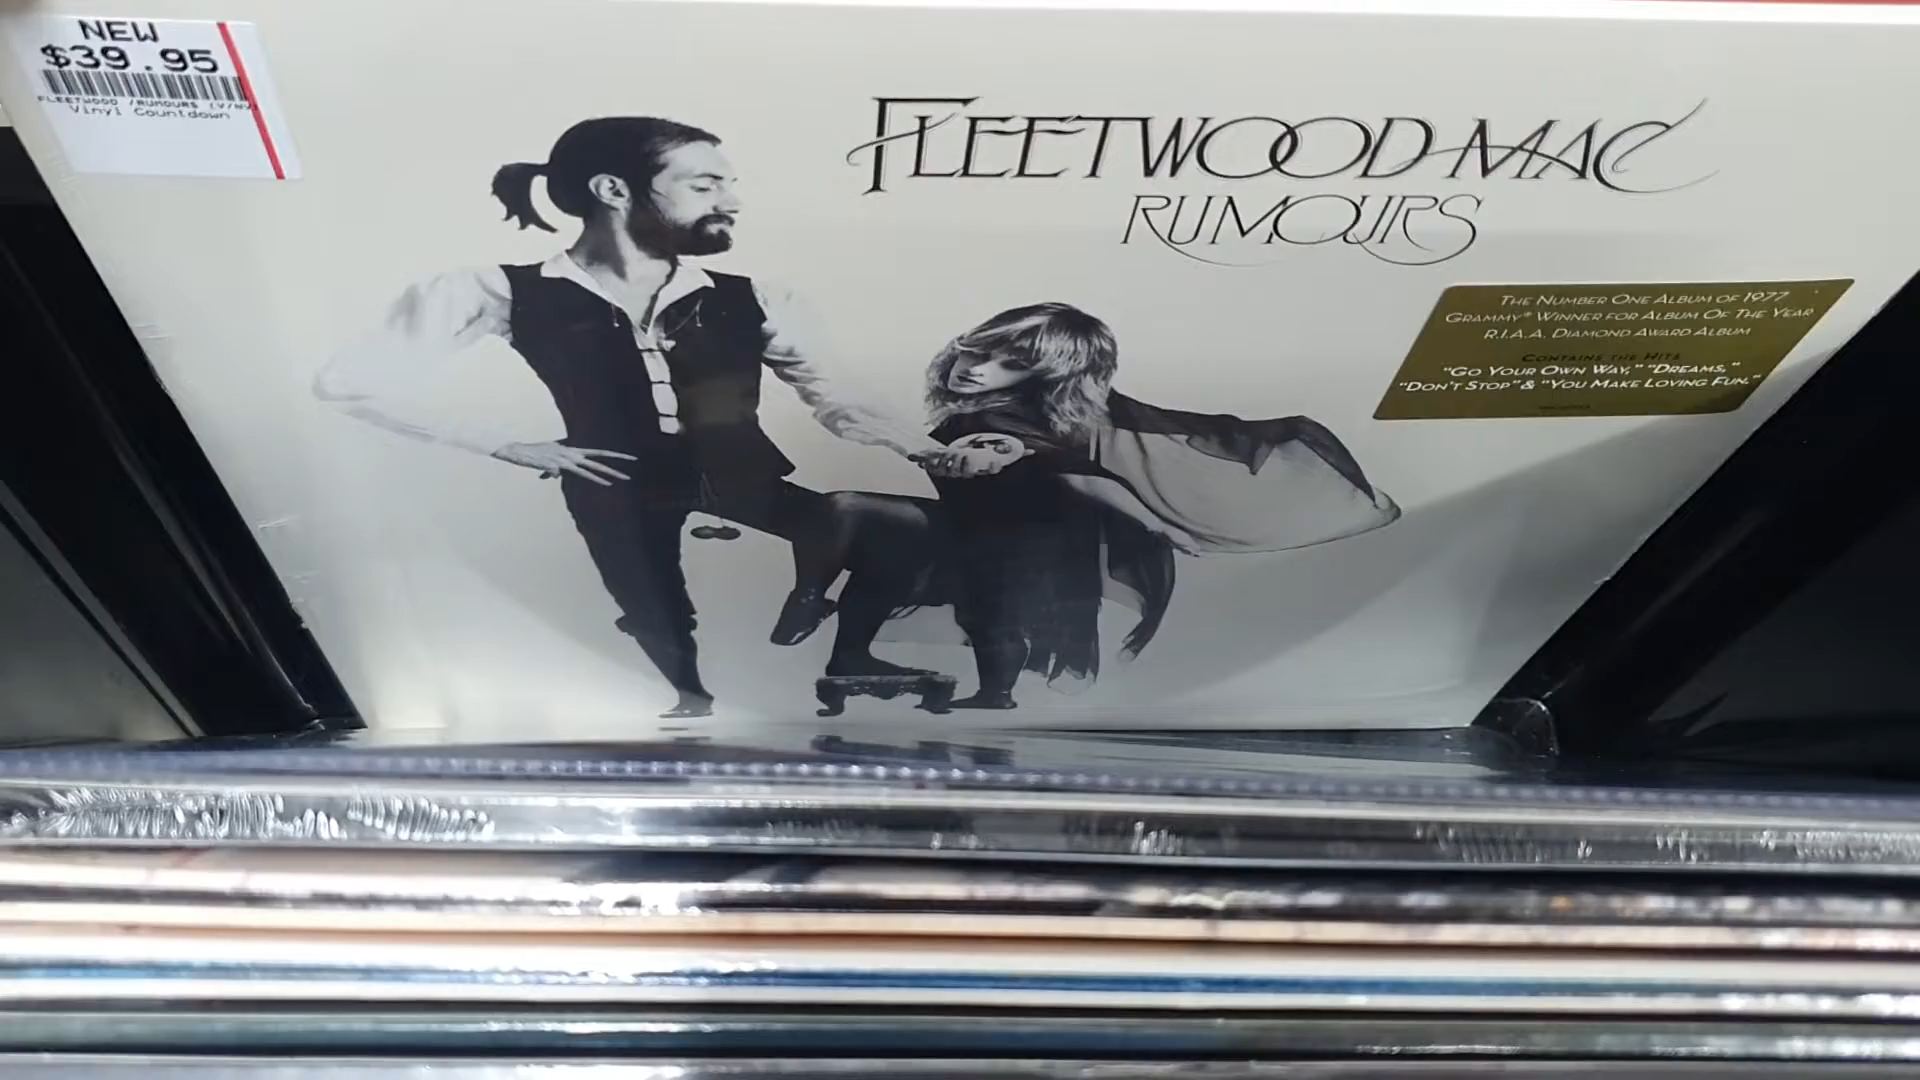 NEW
$39.95
FLEETWOOD /RUMOURS (V/NV
Vinyl Countdown
FLEETWOOD MAC
RUMOURS
THE NUMBER ONE ALBUM OF 1977
GRAMMY® WINNER FOR ALBUM OF THE YEAR
R.I.A.A. DIAMOND AWARD ALBUM
CONTAINS THE HITS
"GO YOUR OWN WAY," "DREAMS,"
"DON'T STOP" & "YOU MAKE LOVING FUN."